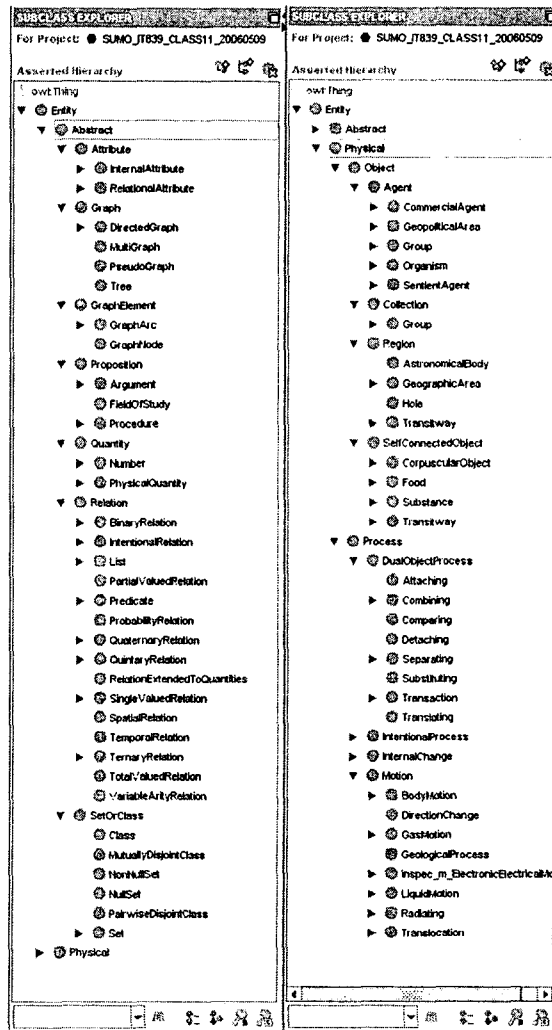 SUBCLASS EXPLORER
For Project: SUMO_JT839_CLASS11_20060509
Asserted Hierarchy
owl:Thing
Entity
Abstract
Attribute
InternalAttribute
RelationalAttribute
Graph
DirectedGraph
MultiGraph
PseudoGraph
Tree
GraphElement
GraphArc
GraphNode
Proposition
Argument
FieldOfStudy
Procedure
Quantity
Number
PhysicalQuantity
Relation
BinaryRelation
IntentionalRelation
List
PartialValuedRelation
Predicate
ProbabilityRelation
QuaternaryRelation
QuintaryRelation
RelationExtendedToQuantities
SingleValuedRelation
SpatialRelation
TemporalRelation
TernaryRelation
TotalValuedRelation
VariableArityRelation
SetOrClass
Class
MutuallyDisjointClass
NonNullSet
NullSet
PairwiseDisjointClass
Set
Physical
SUBCLASS EXPLORER
For Project: SUMO_JT839_CLASS11_20060509
Asserted Hierarchy
owl:Thing
Entity
Abstract
Physical
Object
Agent
CommercialAgent
GeopoliticalArea
Group
Organism
SentientAgent
Collection
Group
Region
AstronomicalBody
GeographicArea
Hole
Transitway
SelfConnectedObject
CorpuscularObject
Food
Substance
Transitway
Process
DualObjectProcess
Attaching
Combining
Comparing
Detaching
Separating
Substituting
Transaction
Translating
IntentionalProcess
InternalChange
Motion
BodyMotion
DirectionChange
GasMotion
GeologicalProcess
inspec_m_ElectronicElectricalMo
LiquidMotion
Radiating
Translocation